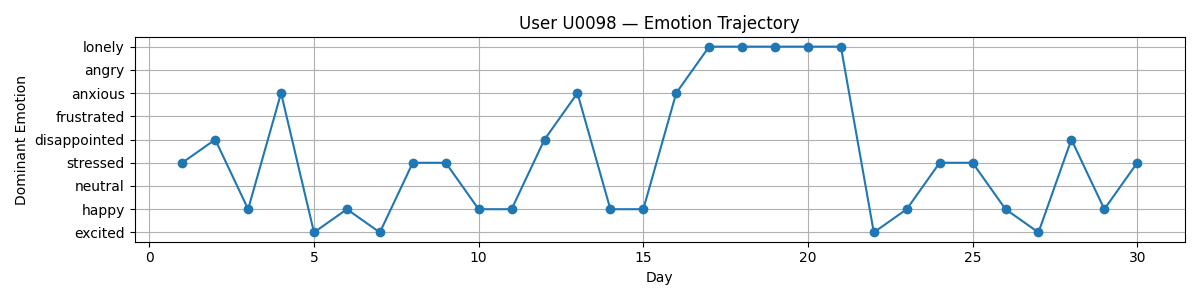 User U0098 — Emotion Trajectory
Dominant Emotion
lonely
angry
anxious
frustrated
disappointed
stressed
neutral
happy
excited
0 5 10 15 20 25 30
Day